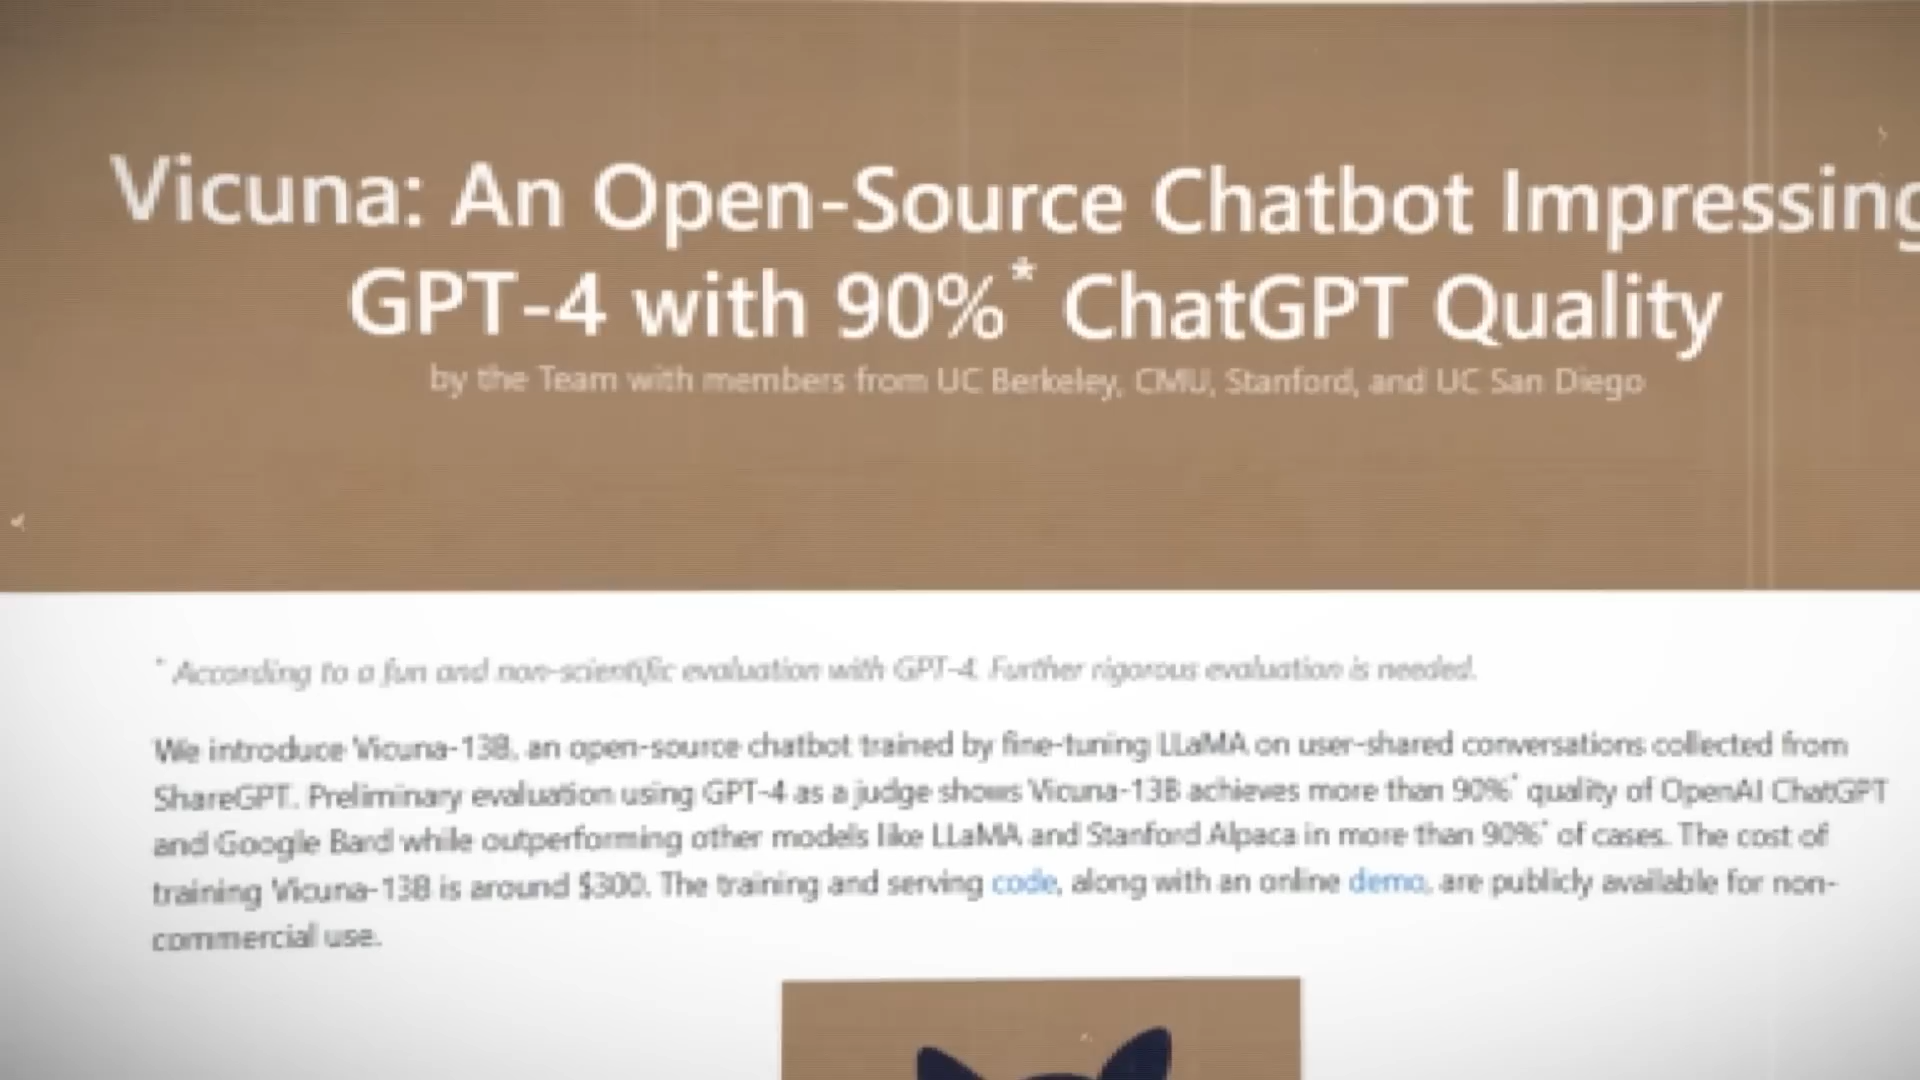 Vicuna: An Open-Source Chatbot Impressing
GPT-4 with 90%* ChatGPT Quality
by the Team with members from UC Berkeley, CMU, Stanford, and UC San Diego
* According to a fun and non-scientific evaluation with GPT-4. Further rigorous evaluation is needed.
We introduce Vicuna-13B, an open-source chatbot trained by fine-tuning LLaMA on user-shared conversations collected from
ShareGPT. Preliminary evaluation using GPT-4 as a judge shows Vicuna-13B achieves more than 90%* quality of OpenAI ChatGPT
and Google Bard while outperforming other models like LLaMA and Stanford Alpaca in more than 90%* of cases. The cost of
training Vicuna-13B is around $300. The training and serving code, along with an online demo, are publicly available for non-
commercial use.